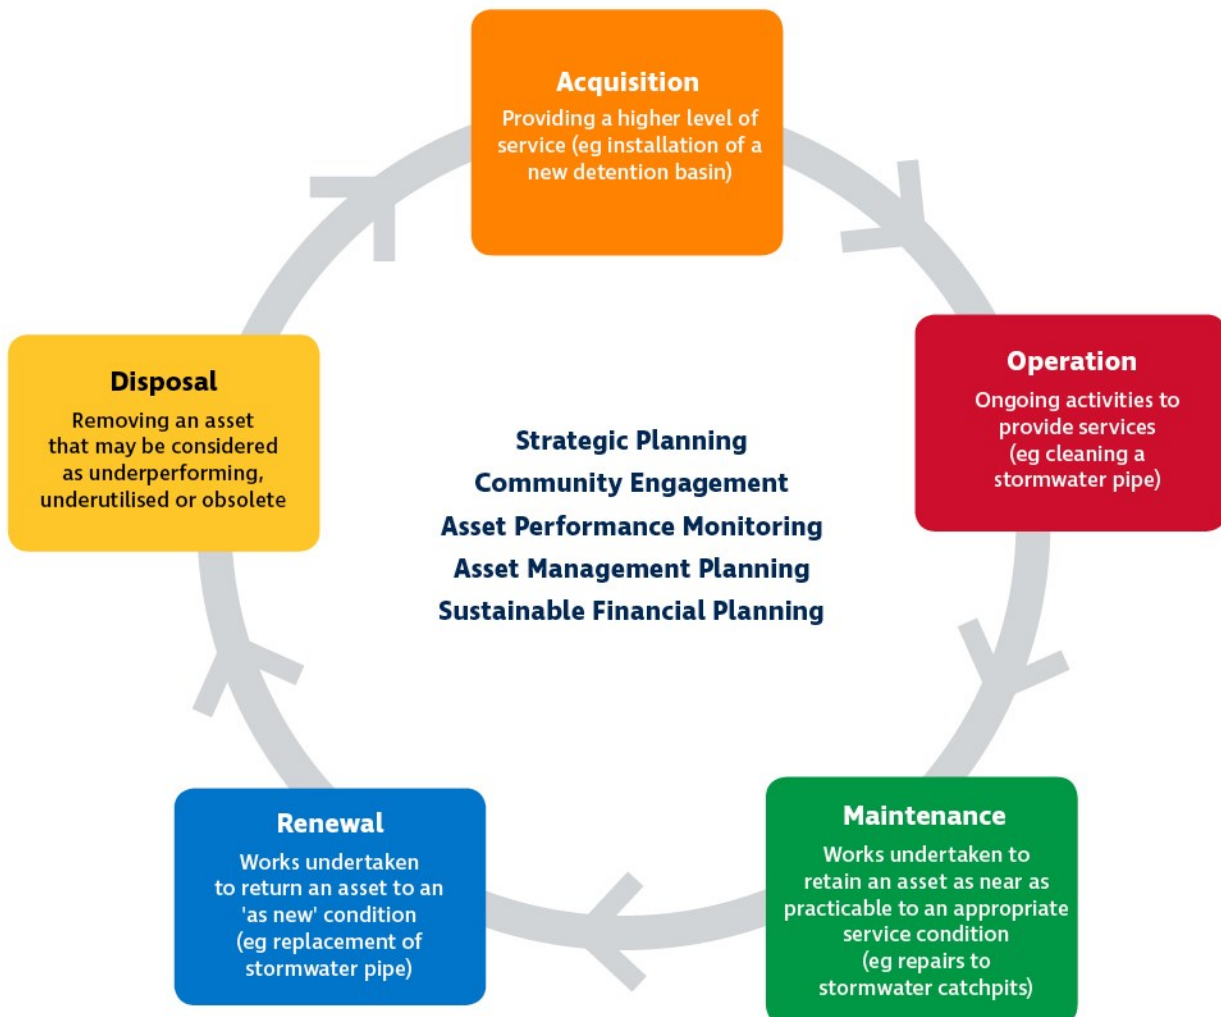 Acquisition
Providing a higher level of
service (eg installation of a
new detention basin)
Operation
Ongoing activities to
provide services
(eg cleaning a
stormwater pipe)
Maintenance
Works undertaken to
retain an asset as near as
practicable to an appropriate
service condition
(eg repairs to
stormwater catchpits)
Renewal
Works undertaken
to return an asset to an
'as new' condition
(eg replacement of
stormwater pipe)
Disposal
Removing an asset
that may be considered
as underperforming,
underutilised or obsolete
Strategic Planning
Community Engagement
Asset Performance Monitoring
Asset Management Planning
Sustainable Financial Planning